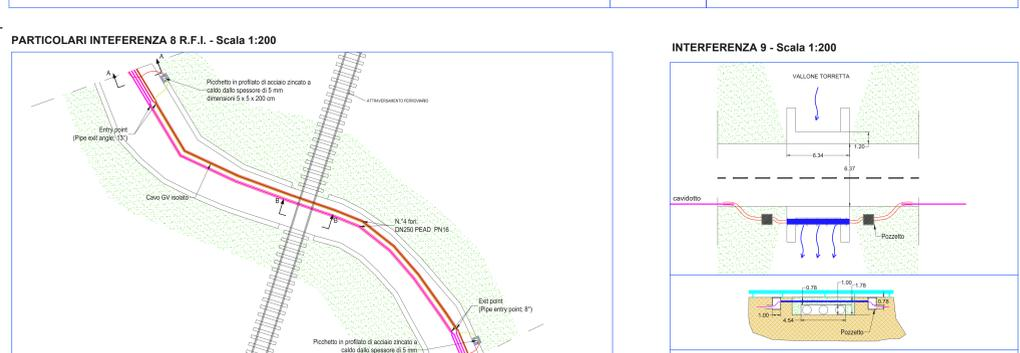 PARTICOLARI INTEFERENZA 8 R.F.I. - Scala 1:200
A
A
Picchetto in profilato di acciaio zincato a
caldo dallo spessore di 5 mm
dimensioni 5 x 5 x 200 cm
ATTRAVERSAMENTO FERROVIARIO
Entry point
(Pipe exit angle; 13°)
Cavo GV isolato
B
B
N.°4 fori:
DN250 PEAD PN16
Exit point
(Pipe entry point; 8°)
Picchetto in profilato di acciaio zincato a
caldo dallo spessore di 5 mm
INTERFERENZA 9 - Scala 1:200
VALLONE TORRETTA
1.20
6.34
6.37
cavidotto
Pozzetto
0.78
1.00
1.78
0.78
1.00
4.54
Pozzetto